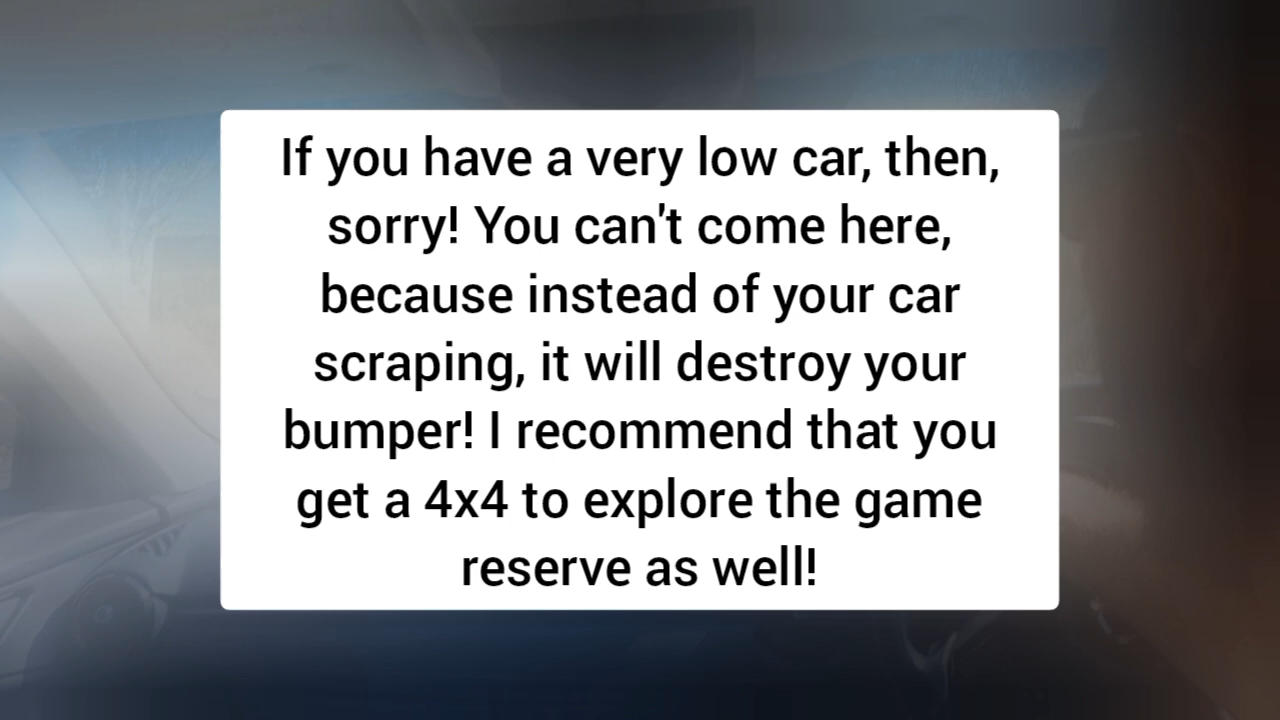 If you have a very low car, then,
sorry! You can't come here,
because instead of your car
scraping, it will destroy your
bumper! I recommend that you
get a 4x4 to explore the game
reserve as well!